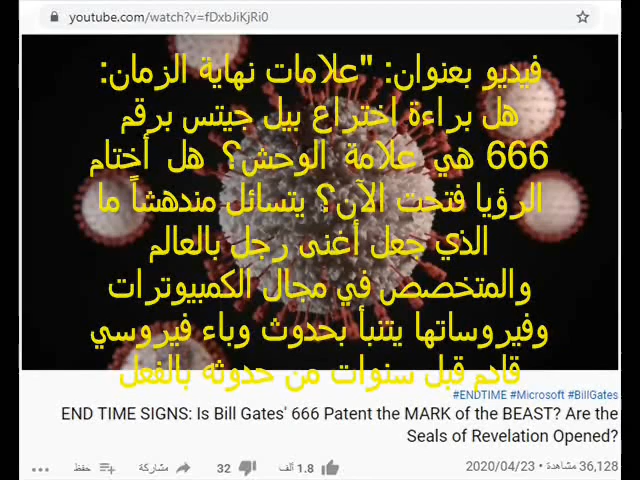 youtube.com/watch?v=fDxbJiKjRi0
فيديو بعنوان: "علامات نهاية الزمان:
هل براءة اختراع بيل جيتس برقم
666 هي علامة الوحش؟ هل أختام
الرؤيا فتحت الآن؟ يتسائل مندهشاً ما
الذي جعل أغنى رجل بالعالم
والمتخصص في مجال الكمبيوترات
وفيروساتها يتنبأ بحدوث وباء فيروسي
قادم قبل سنوات من حدوثه بالفعل
#ENDTIME #Microsoft #BillGates
END TIME SIGNS: Is Bill Gates' 666 Patent the MARK of the BEAST? Are the
Seals of Revelation Opened?
36,128 مشاهدة • 2020/04/23 1.8 ألف 32 مشاركة حفظ